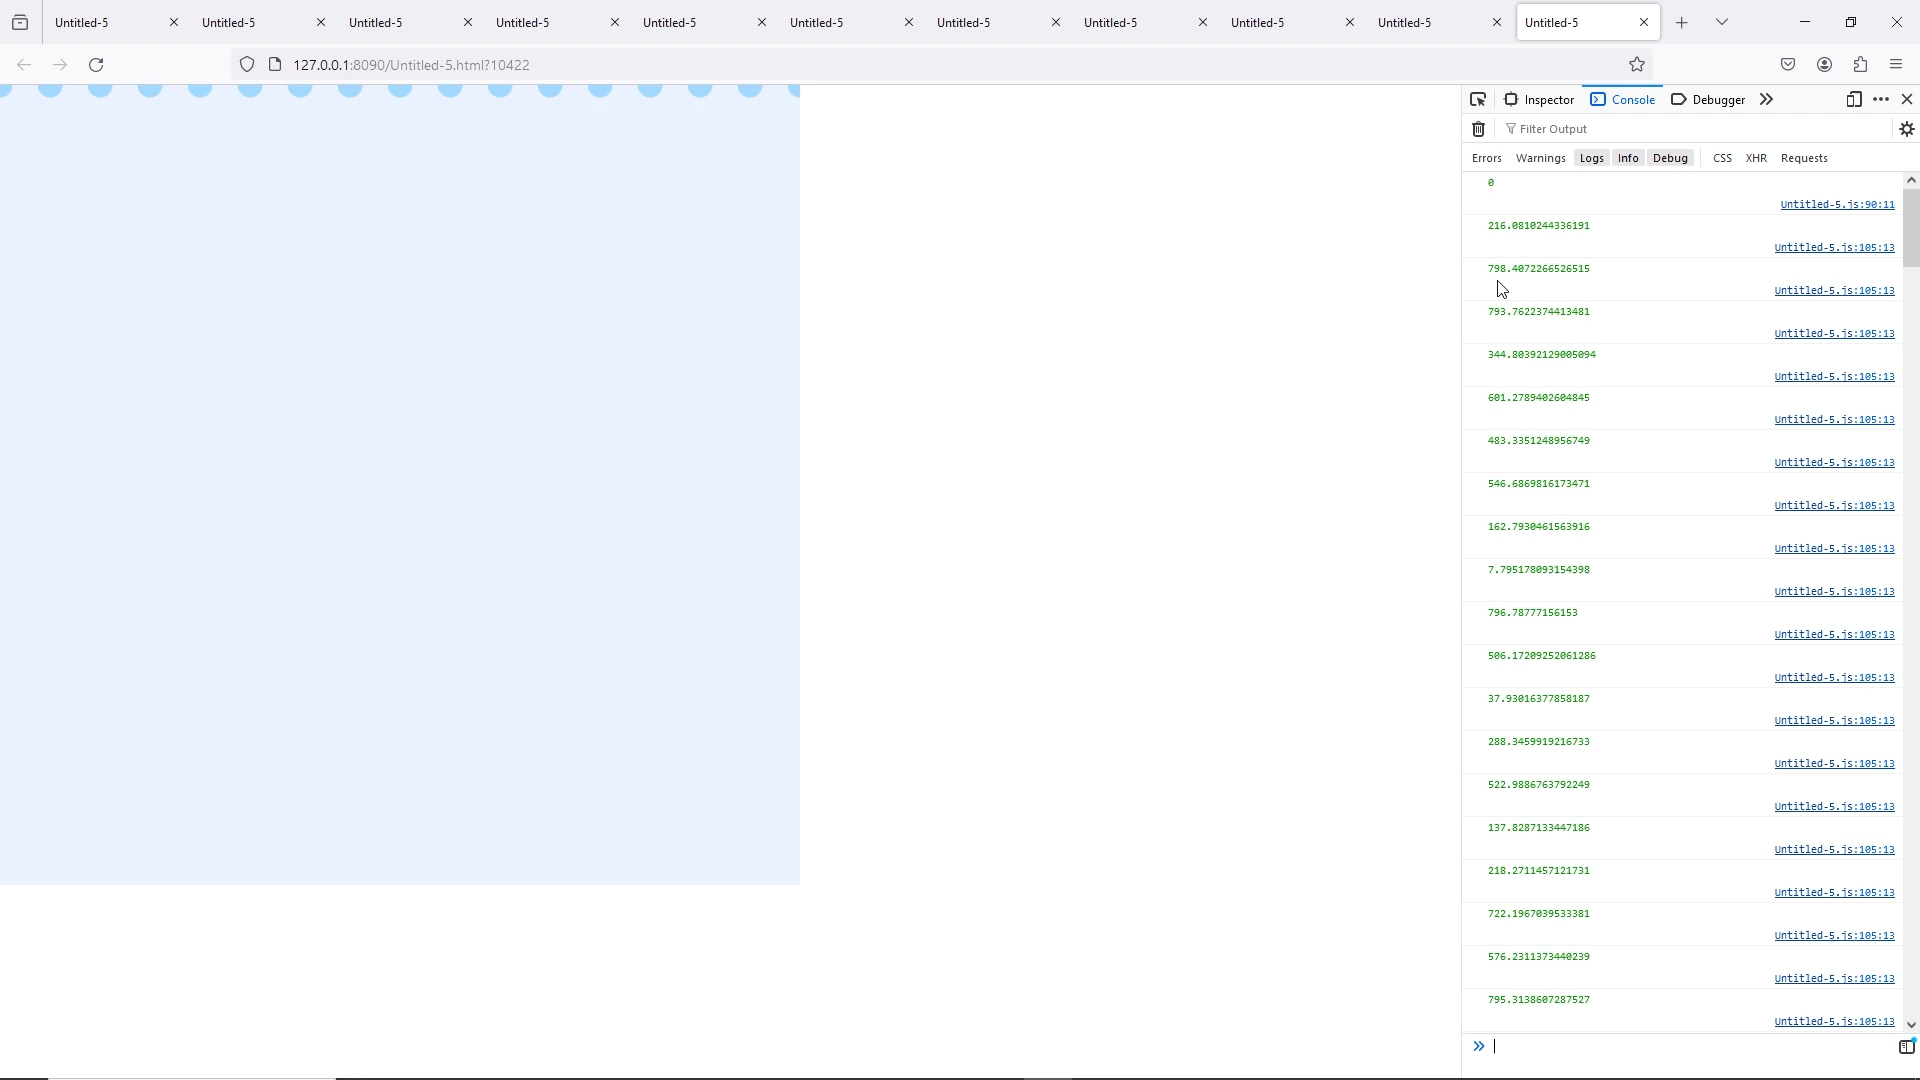 Untitled-5 Untitled-5 Untitled-5 Untitled-5 Untitled-5 Untitled-5 Untitled-5 Untitled-5 Untitled-5 Untitled-5 Untitled-5
127.0.0.1:8090/Untitled-5.html?10422
Inspector Console Debugger
Filter Output
Errors Warnings Logs Info Debug CSS XHR Requests
0
Untitled-5.js:90:11
216.0810244336191
Untitled-5.js:105:13
798.4072266526515
Untitled-5.js:105:13
793.7622374413481
Untitled-5.js:105:13
344.80392129005094
Untitled-5.js:105:13
601.2789402604845
Untitled-5.js:105:13
483.3351248956749
Untitled-5.js:105:13
546.6869816173471
Untitled-5.js:105:13
162.7930461563916
Untitled-5.js:105:13
7.795178093154398
Untitled-5.js:105:13
796.78777156153
Untitled-5.js:105:13
506.17209252061286
Untitled-5.js:105:13
37.93016377858187
Untitled-5.js:105:13
288.3459919216733
Untitled-5.js:105:13
522.9886763792249
Untitled-5.js:105:13
137.8287133447186
Untitled-5.js:105:13
218.2711457121731
Untitled-5.js:105:13
722.1967039533381
Untitled-5.js:105:13
576.2311373440239
Untitled-5.js:105:13
795.3138607287527
Untitled-5.js:105:13